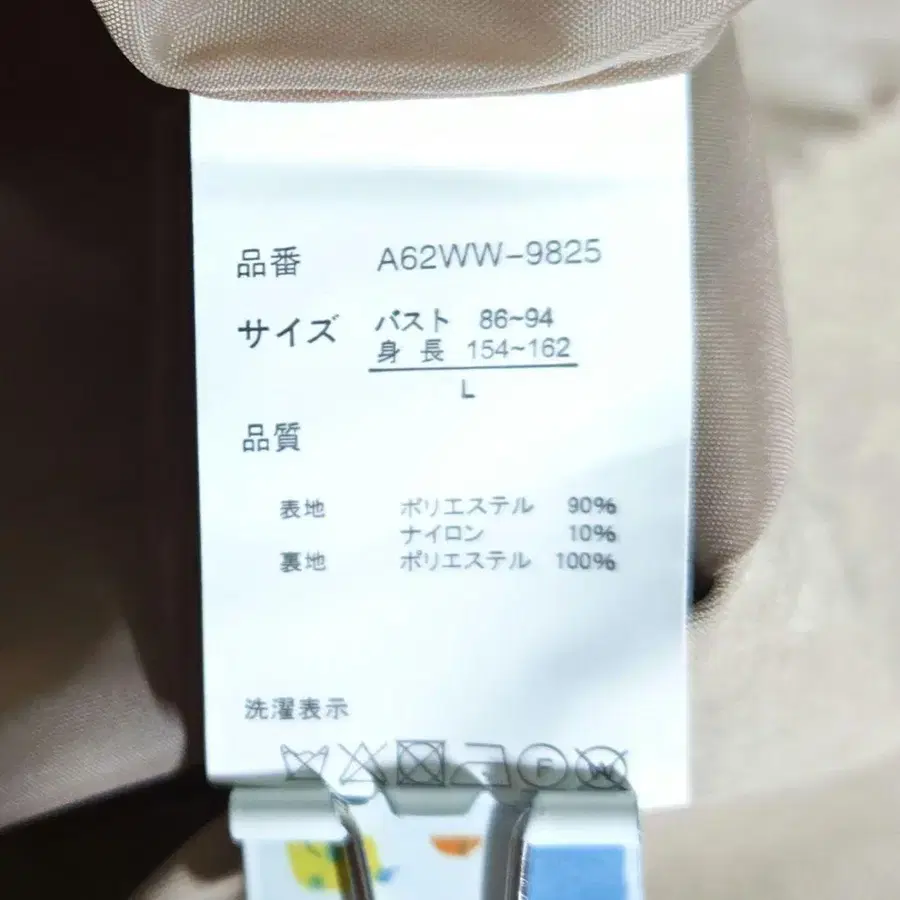 品番 A62WW-9825
サイズ バスト 86~94
身長 154~162
L
品質
表地 ポリエステル 90%
ナイロン 10%
裏地 ポリエステル 100%
洗濯表示
F W